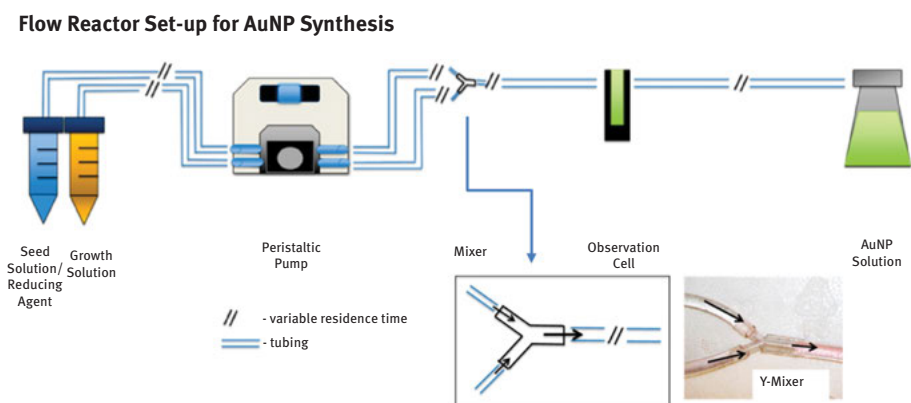 Flow Reactor Set-up for AuNP Synthesis
Seed
Solution/
Reducing
Agent
Growth
Solution
Peristaltic
Pump
Mixer
Observation
Cell
AuNP
Solution
- variable residence time
- tubing
Y-Mixer